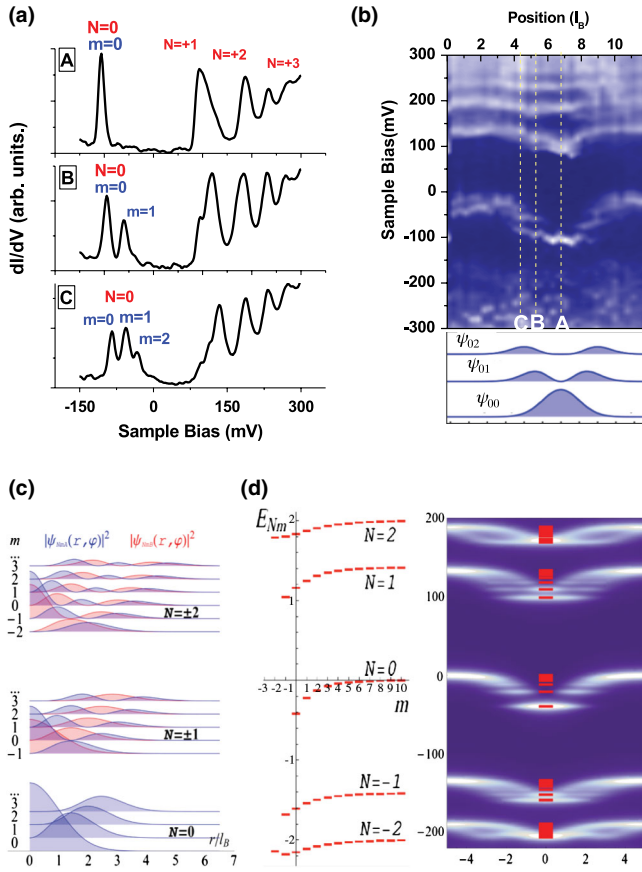 (a)
N=0
m=0
N=+1
N=+2
N=+3
A
N=0
m=0
m=1
B
N=0
m=0
m=1
m=2
C
dI/dV (arb. units.)
-150 0 150 300
Sample Bias (mV)
(b)
Position (l_B)
0 2 4 6 8 10
300
200
100
0
-100
-200
-300
Sample Bias(mV)
C B A
ψ02
ψ01
ψ00
(c)
m |ψNmA(r,φ)|² |ψNmB(r,φ)|²
...
3
2
1
0
-1
-2
N=±2
...
3
2
1
0
-1
N=±1
...
3
2
1
0
N=0
r/l_B
0 1 2 3 4 5 6 7
(d)
E_Nm
2
N=2
1
N=1
N=0
-3 -2 -1 1 2 3 4 5 6 7 8 9 10
m
-1
N=-1
-2
N=-2
200
100
0
-100
-200
-4 -2 0 2 4